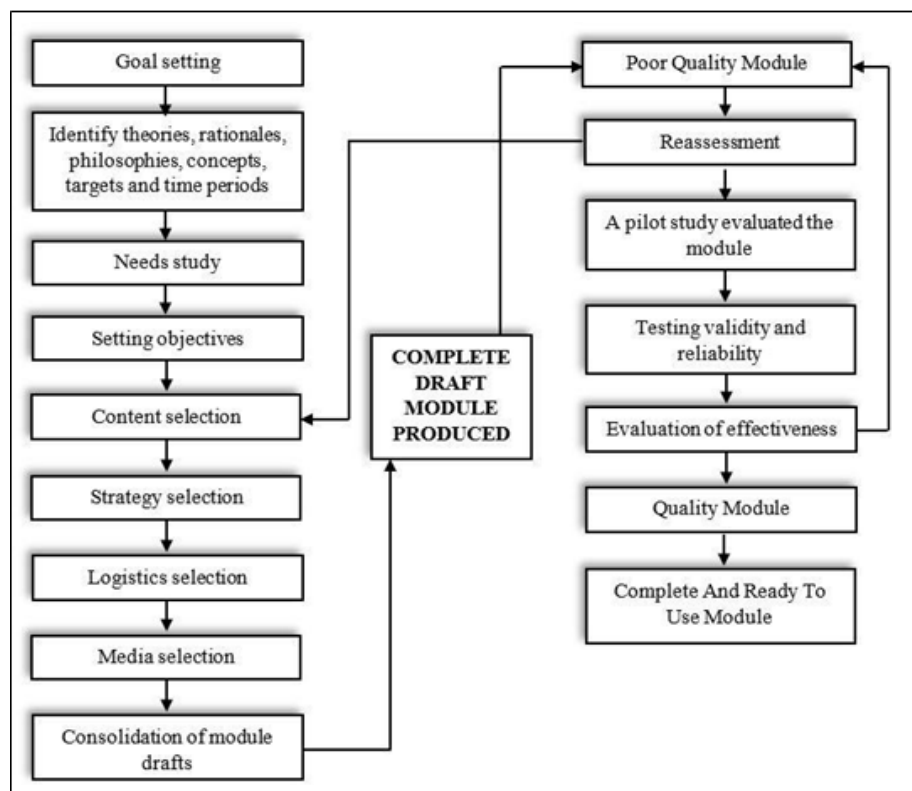 Goal setting
Identify theories, rationales,
philosophies, concepts,
targets and time periods
Needs study
Setting objectives
Content selection
Strategy selection
Logistics selection
Media selection
Consolidation of module
drafts
COMPLETE
DRAFT
MODULE
PRODUCED
Poor Quality Module
Reassessment
A pilot study evaluated the
module
Testing validity and
reliability
Evaluation of effectiveness
Quality Module
Complete And Ready To
Use Module